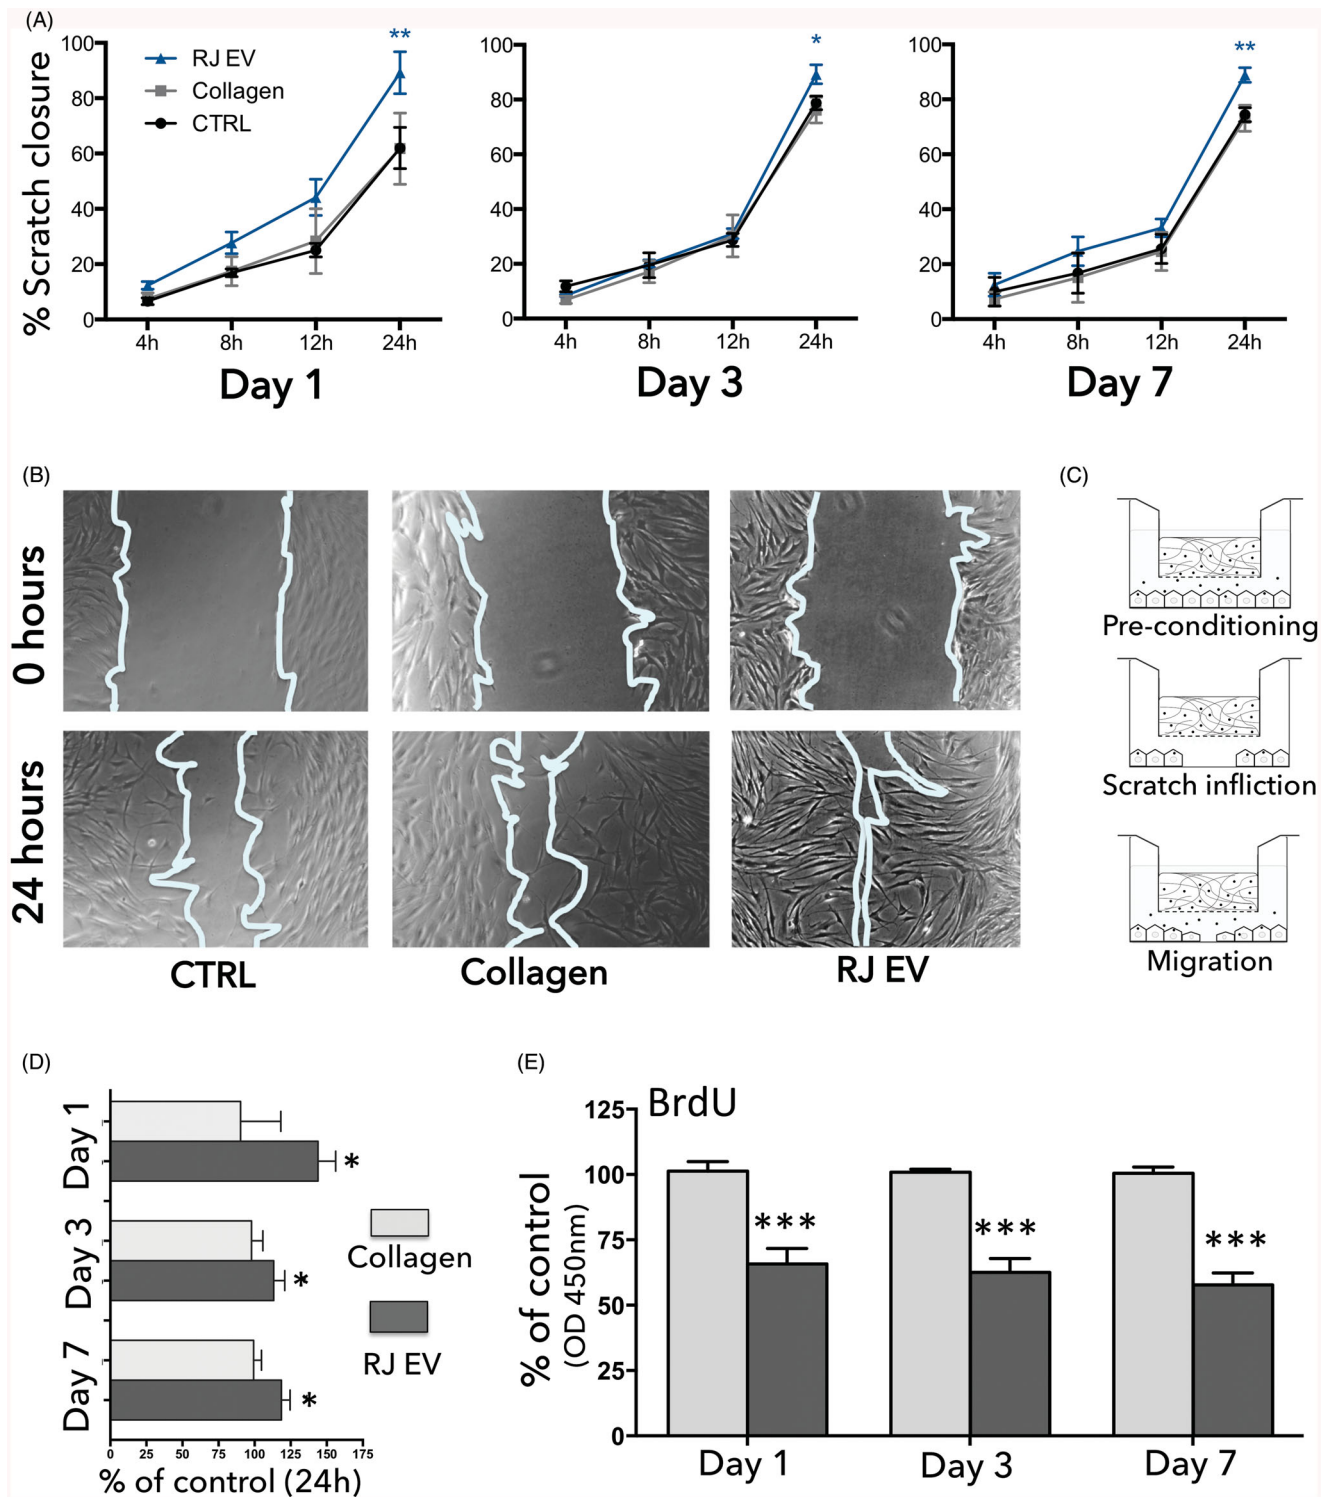 (A)
% Scratch closure
100
80
60
40
20
0
RJ EV
Collagen
CTRL
**
4h 8h 12h 24h
Day 1
100
80
60
40
20
0
*
4h 8h 12h 24h
Day 3
100
80
60
40
20
0
**
4h 8h 12h 24h
Day 7
(B)
0 hours
24 hours
CTRL
Collagen
RJ EV
(C)
Pre-conditioning
Scratch infliction
Migration
(D)
Day 1
*
Day 3
*
Day 7
*
0 25 50 75 100 125 150 175
% of control (24h)
Collagen
RJ EV
(E)
BrdU
% of control
(OD 450nm)
125
100
75
50
25
0
***
***
***
Day 1
Day 3
Day 7